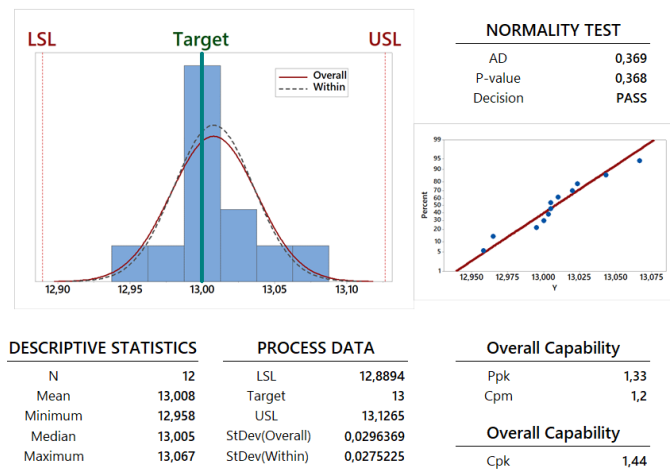 LSL Target USL
Overall
Within
12,90 12,95 13,00 13,05 13,10
NORMALITY TEST
AD 0,369
P-value 0,368
Decision PASS
Percent
99
95
90
80
70
60
50
40
30
20
10
5
1
12,950 12,975 13,000 13,025 13,050 13,075
Y
DESCRIPTIVE STATISTICS
N 12
Mean 13,008
Minimum 12,958
Median 13,005
Maximum 13,067
PROCESS DATA
LSL 12,8894
Target 13
USL 13,1265
StDev(Overall) 0,0296369
StDev(Within) 0,0275225
Overall Capability
Ppk 1,33
Cpm 1,2
Overall Capability
Cpk 1,44